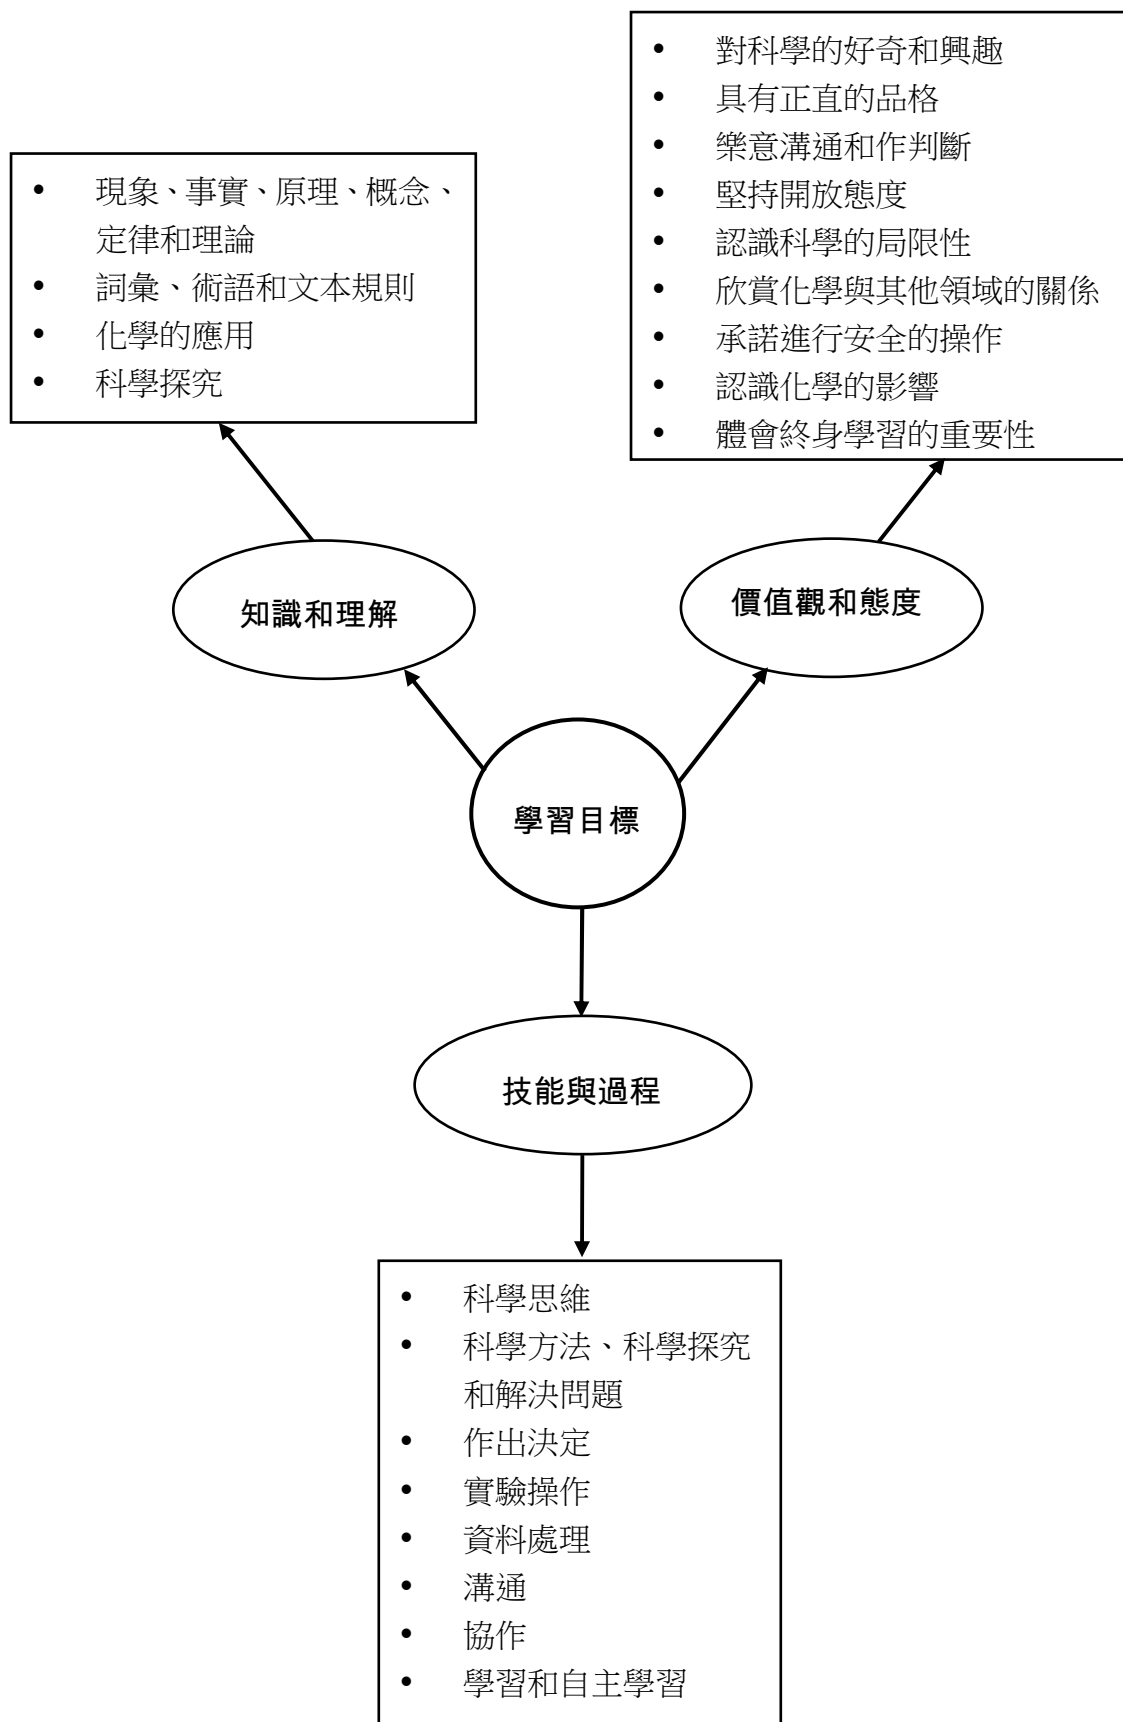 • 對科學的好奇和興趣
• 具有正直的品格
• 樂意溝通和作判斷
• 堅持開放態度
• 認識科學的局限性
• 欣賞化學與其他領域的關係
• 承諾進行安全的操作
• 認識化學的影響
• 體會終身學習的重要性
• 現象、事實、原理、概念、
定律和理論
• 詞彙、術語和文本規則
• 化學的應用
• 科學探究
知識和理解
價值觀和態度
學習目標
技能與過程
• 科學思維
• 科學方法、科學探究
和解決問題
• 作出決定
• 實驗操作
• 資料處理
• 溝通
• 協作
• 學習和自主學習